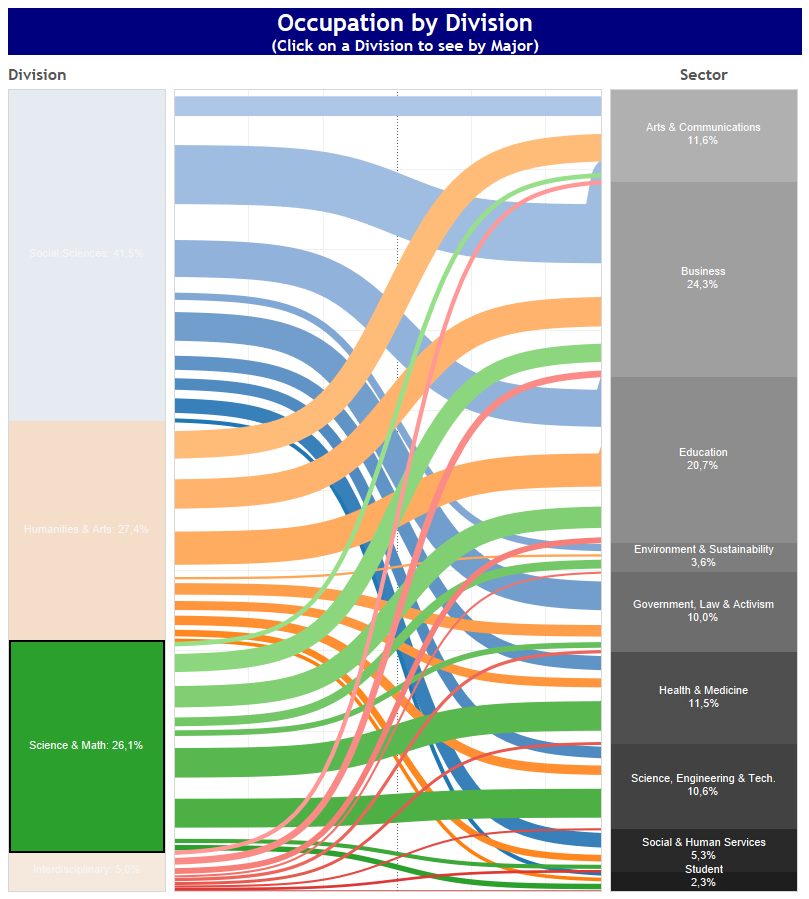 Occupation by Division
(Click on a Division to see by Major)
Division
Sector
Social Sciences: 41,5%
Humanities & Arts: 27,4%
Science & Math: 26,1%
Interdisciplinary: 5,0%
Arts & Communications
11,6%
Business
24,3%
Education
20,7%
Environment & Sustainability
3,6%
Government, Law & Activism
10,0%
Health & Medicine
11,5%
Science, Engineering & Tech.
10,6%
Social & Human Services
5,3%
Student
2,3%